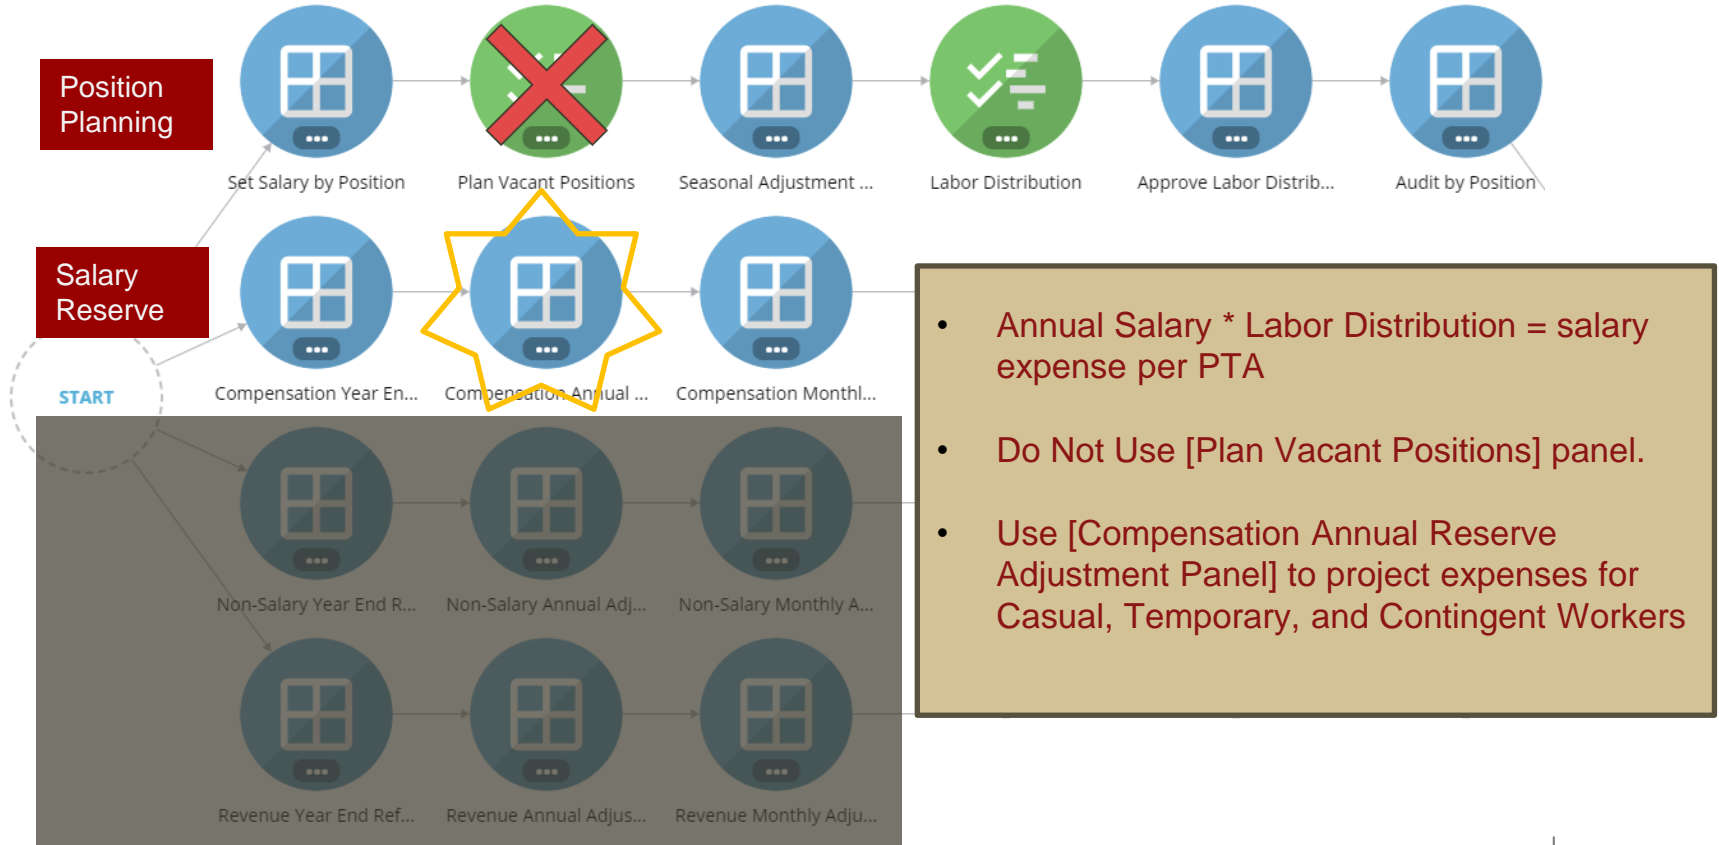 Position
Planning
Set Salary by Position
Plan Vacant Positions
Seasonal Adjustment ...
Labor Distribution
Approve Labor Distrib...
Audit by Position
Salary
Reserve
START
Compensation Year En...
Compensation Annual ...
Compensation Monthl...
• Annual Salary * Labor Distribution = salary
expense per PTA
• Do Not Use [Plan Vacant Positions] panel.
• Use [Compensation Annual Reserve
Adjustment Panel] to project expenses for
Casual, Temporary, and Contingent Workers
Non-Salary Year End R...
Non-Salary Annual Adj...
Non-Salary Monthly A...
Revenue Year End Ref...
Revenue Annual Adjus...
Revenue Monthly Adju...